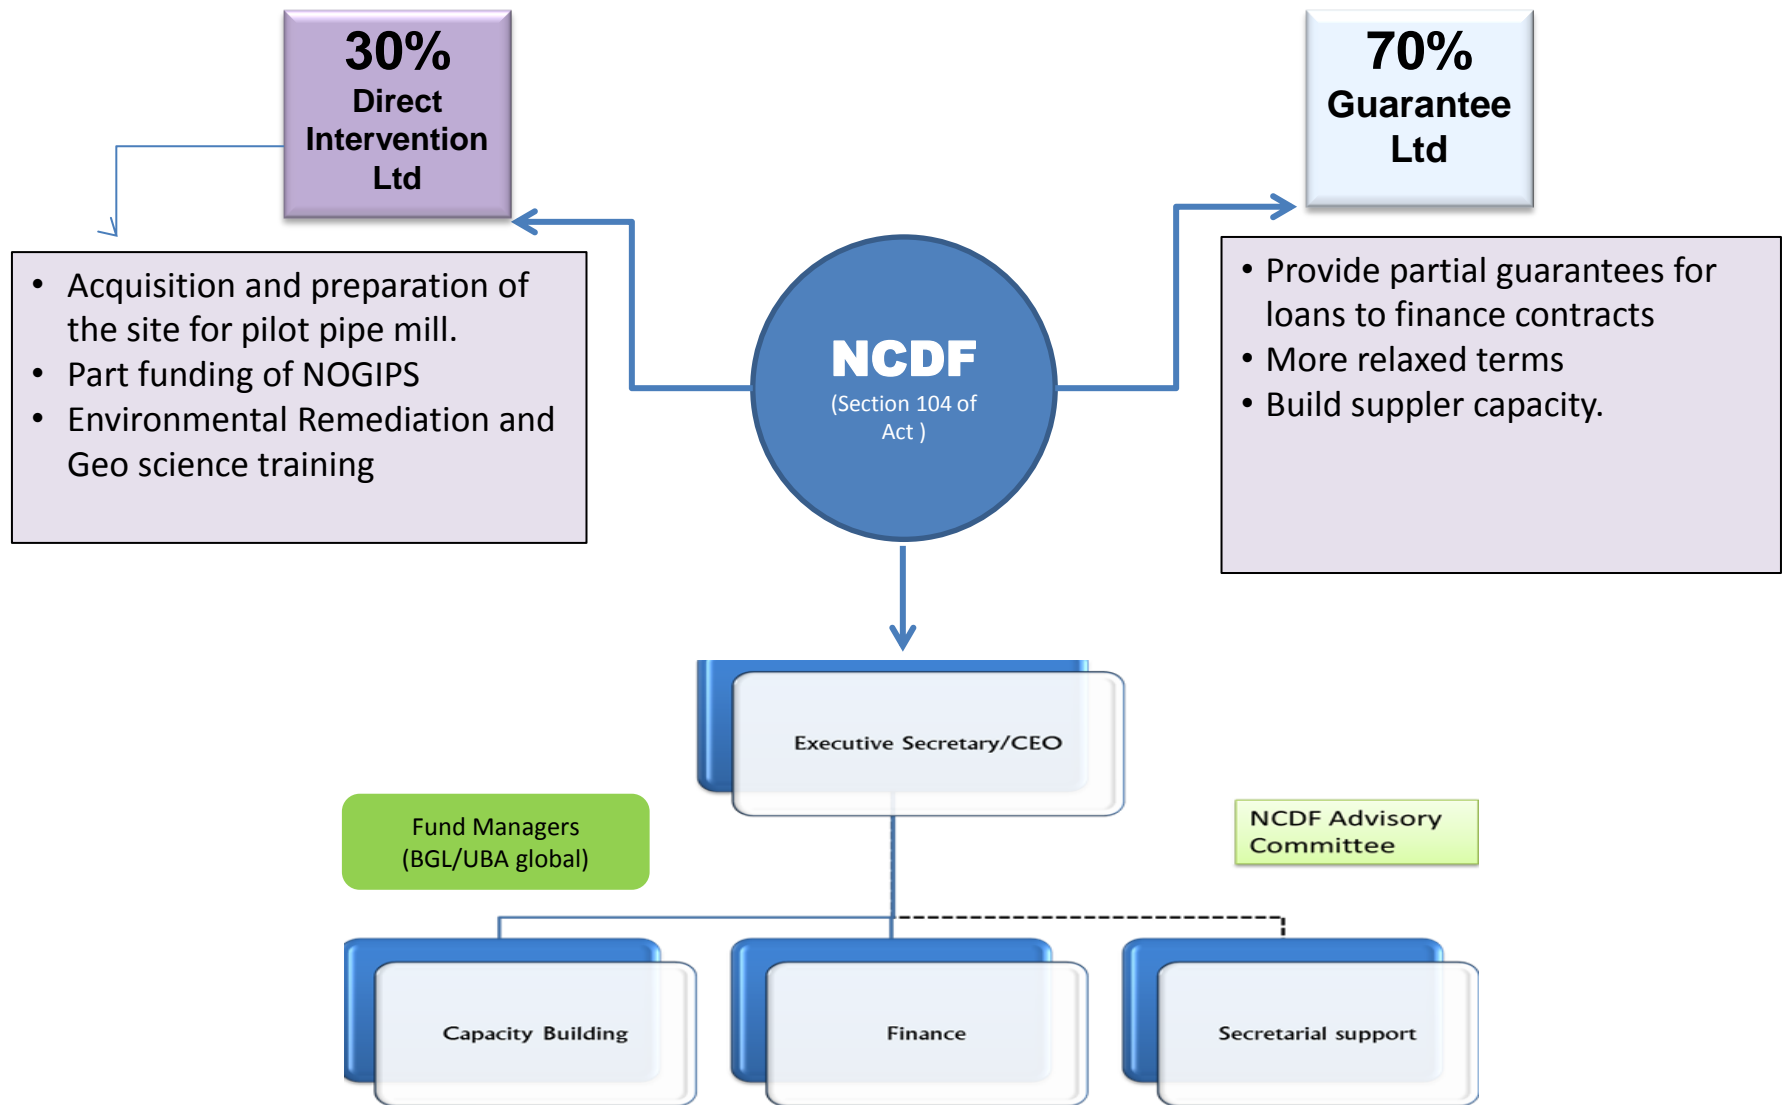 30%
Direct
Intervention
Ltd
70%
Guarantee
Ltd
• Acquisition and preparation of
the site for pilot pipe mill.
• Part funding of NOGIPS
• Environmental Remediation and
Geo science training
NCDF
(Section 104 of
Act )
• Provide partial guarantees for
loans to finance contracts
• More relaxed terms
• Build suppler capacity.
Executive Secretary/CEO
Fund Managers
(BGL/UBA global)
NCDF Advisory
Committee
Capacity Building
Finance
Secretarial support